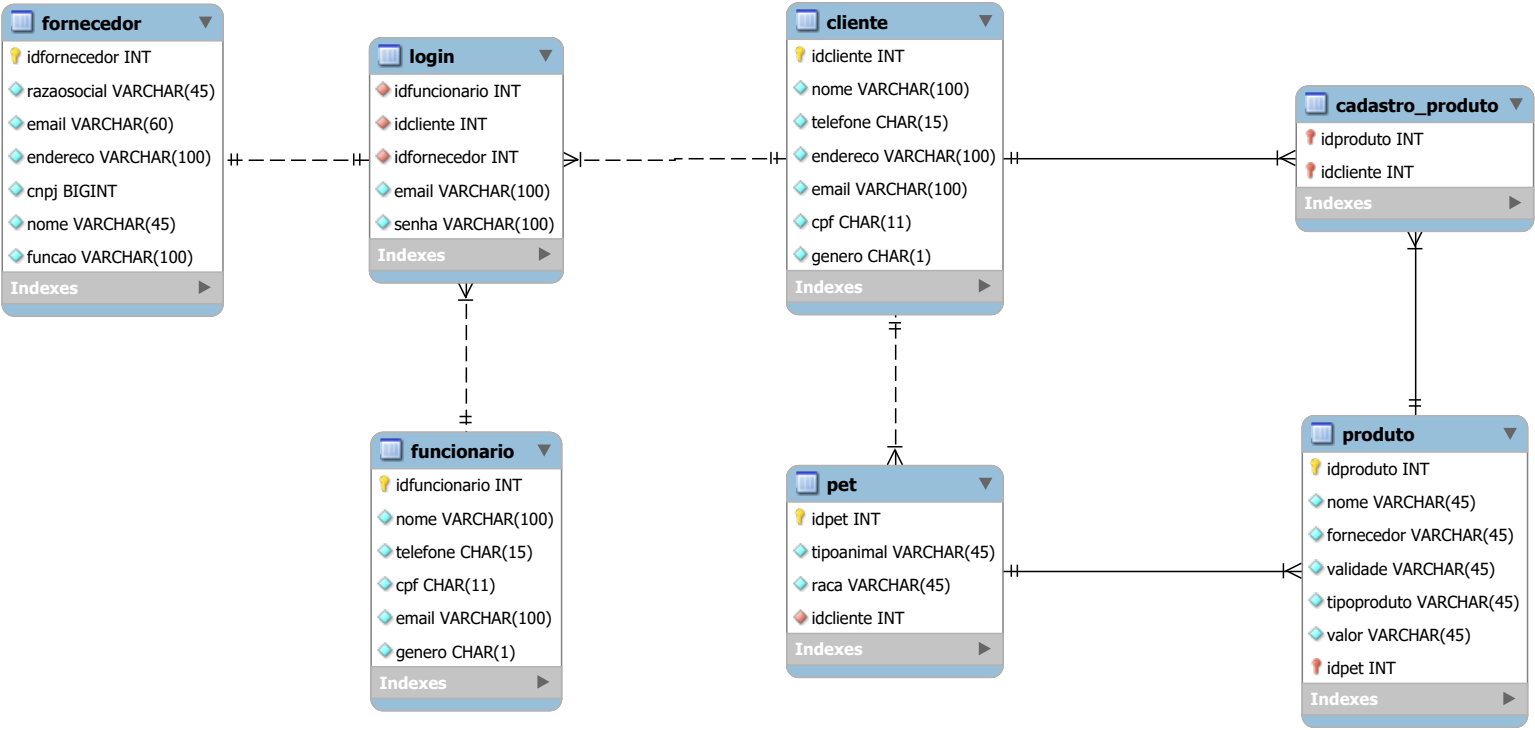 fornecedor
idfornecedor INT
razaosocial VARCHAR(45)
email VARCHAR(60)
endereco VARCHAR(100)
cnpj BIGINT
nome VARCHAR(45)
funcao VARCHAR(100)
Indexes
login
idfuncionario INT
idcliente INT
idfornecedor INT
email VARCHAR(100)
senha VARCHAR(100)
Indexes
cliente
idcliente INT
nome VARCHAR(100)
telefone CHAR(15)
endereco VARCHAR(100)
email VARCHAR(100)
cpf CHAR(11)
genero CHAR(1)
Indexes
cadastro_produto
idproduto INT
idcliente INT
Indexes
funcionario
idfuncionario INT
nome VARCHAR(100)
telefone CHAR(15)
cpf CHAR(11)
email VARCHAR(100)
genero CHAR(1)
Indexes
pet
idpet INT
tipoanimal VARCHAR(45)
raca VARCHAR(45)
idcliente INT
Indexes
produto
idproduto INT
nome VARCHAR(45)
fornecedor VARCHAR(45)
validade VARCHAR(45)
tipoproduto VARCHAR(45)
valor VARCHAR(45)
idpet INT
Indexes